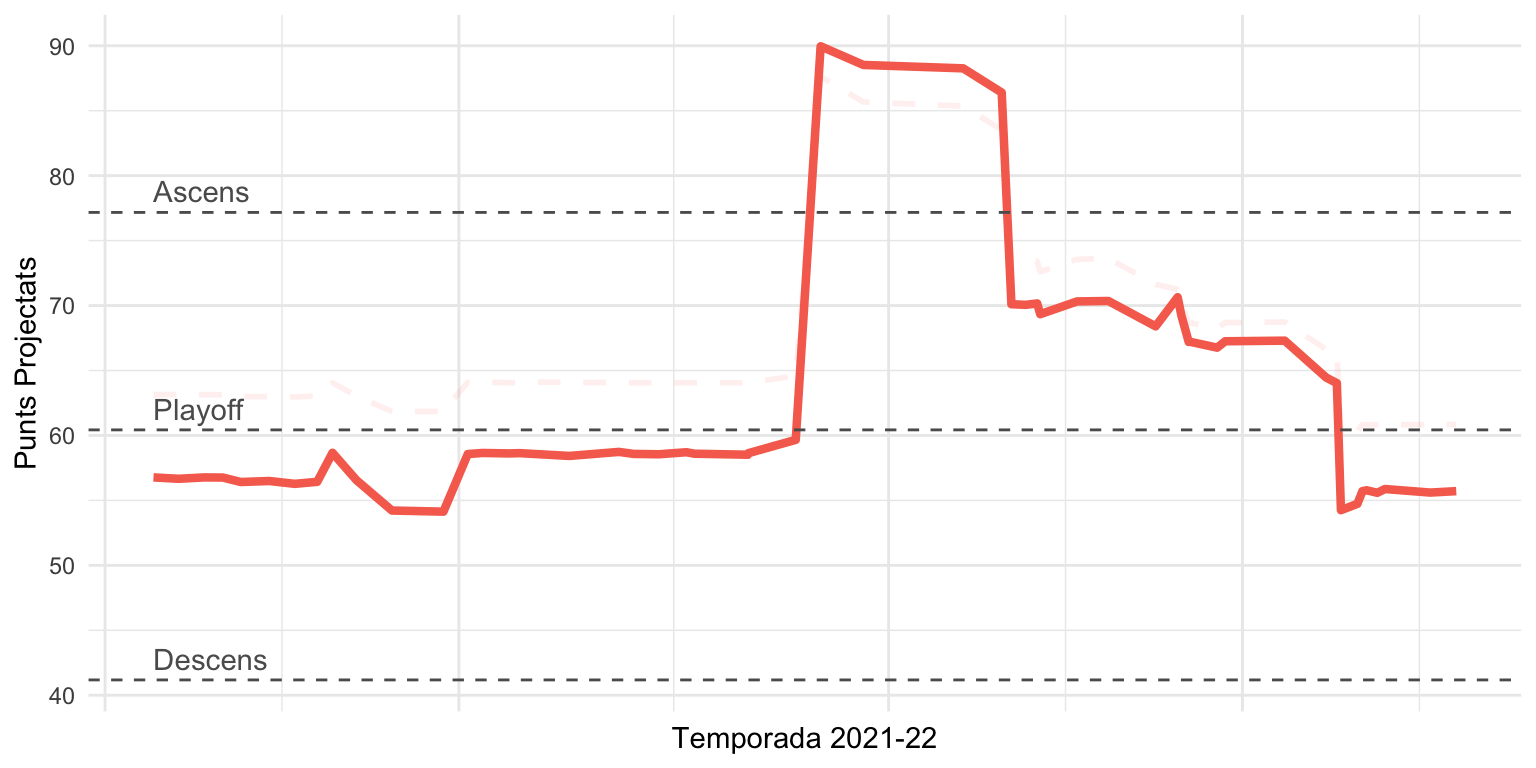 90
80
70
60
50
40
Punts Projectats
Ascens
Playoff
Descens
Temporada 2021-22